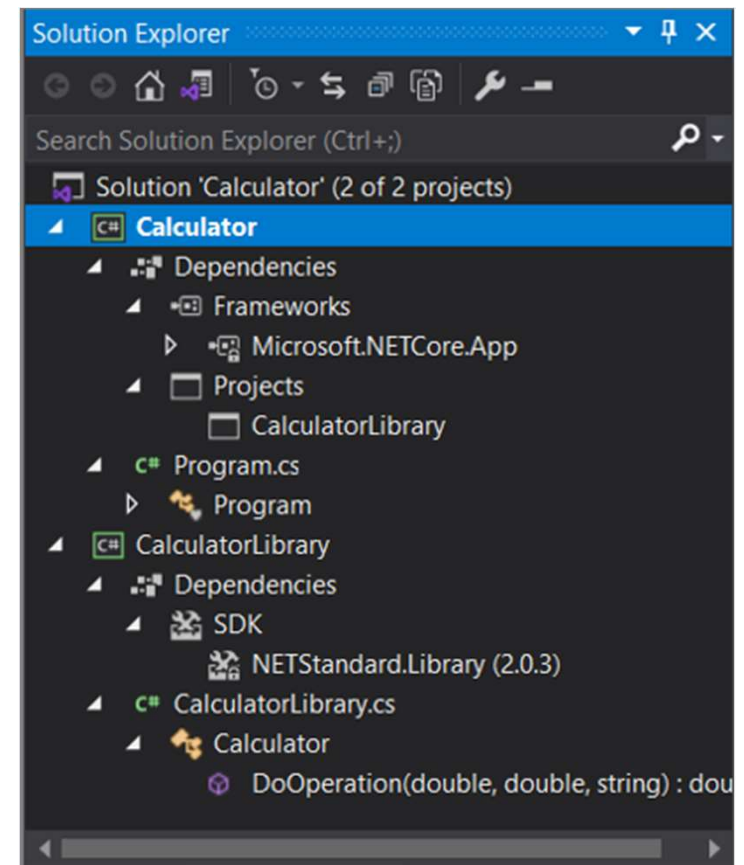 Solution Explorer
Search Solution Explorer (Ctrl+;)
Solution 'Calculator' (2 of 2 projects)
C# Calculator
Dependencies
Frameworks
Microsoft.NETCore.App
Projects
CalculatorLibrary
C# Program.cs
Program
C# CalculatorLibrary
Dependencies
SDK
NETStandard.Library (2.0.3)
C# CalculatorLibrary.cs
Calculator
DoOperation(double, double, string) : dou